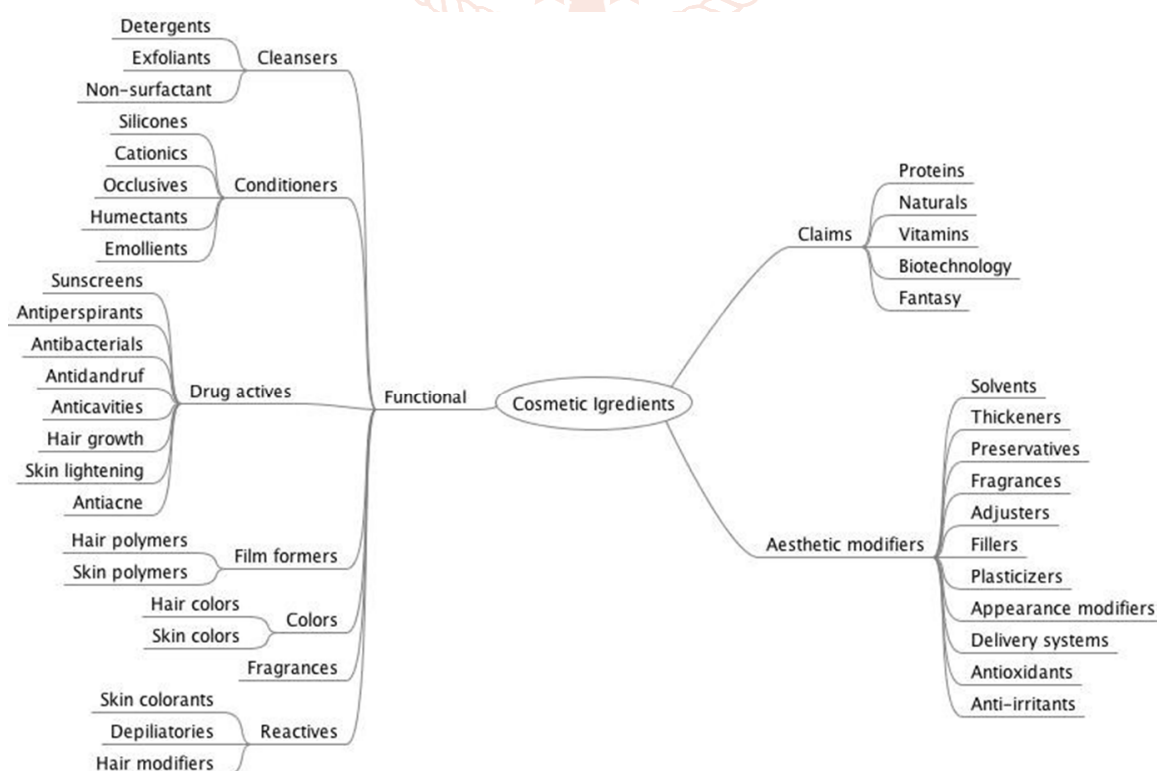 Detergents
Exfoliants
Non-surfactant
Cleansers
Silicones
Cationics
Occlusives
Humectants
Emollients
Conditioners
Sunscreens
Antiperspirants
Antibacterials
Antidandruf
Anticavities
Hair growth
Skin lightening
Antiacne
Drug actives
Hair polymers
Skin polymers
Film formers
Hair colors
Skin colors
Colors
Fragrances
Skin colorants
Depiliatories
Hair modifiers
Reactives
Functional
Cosmetic Igredients
Claims
Proteins
Naturals
Vitamins
Biotechnology
Fantasy
Aesthetic modifiers
Solvents
Thickeners
Preservatives
Fragrances
Adjusters
Fillers
Plasticizers
Appearance modifiers
Delivery systems
Antioxidants
Anti-irritants